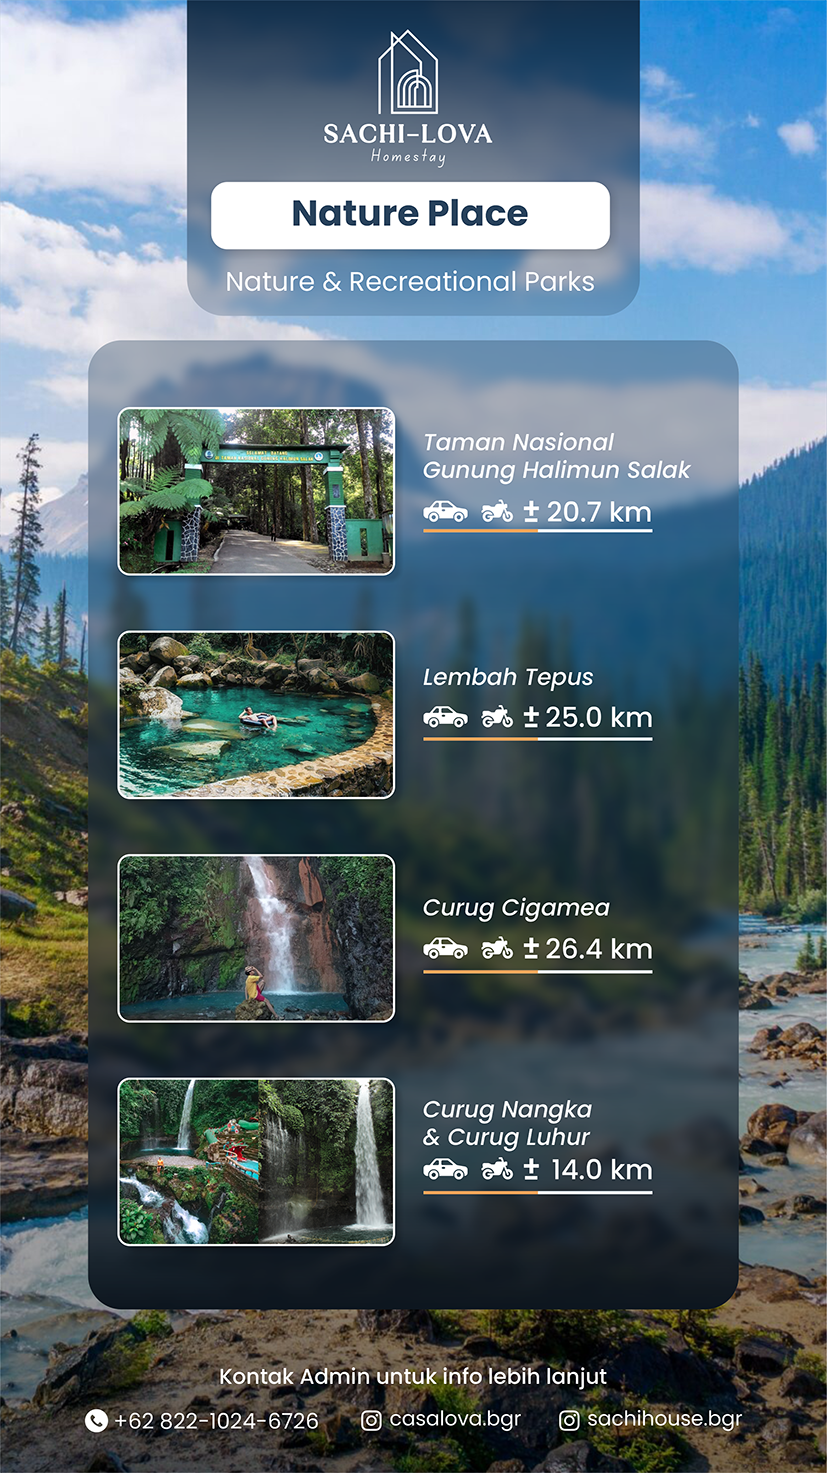 SACHI-LOVA
Homestay
Nature Place
Nature & Recreational Parks
Taman Nasional
Gunung Halimun Salak
± 20.7 km
Lembah Tepus
± 25.0 km
Curug Cigamea
± 26.4 km
Curug Nangka
& Curug Luhur
± 14.0 km
Kontak Admin untuk info lebih lanjut
+62 822-1024-6726 casalova.bgr sachihouse.bgr